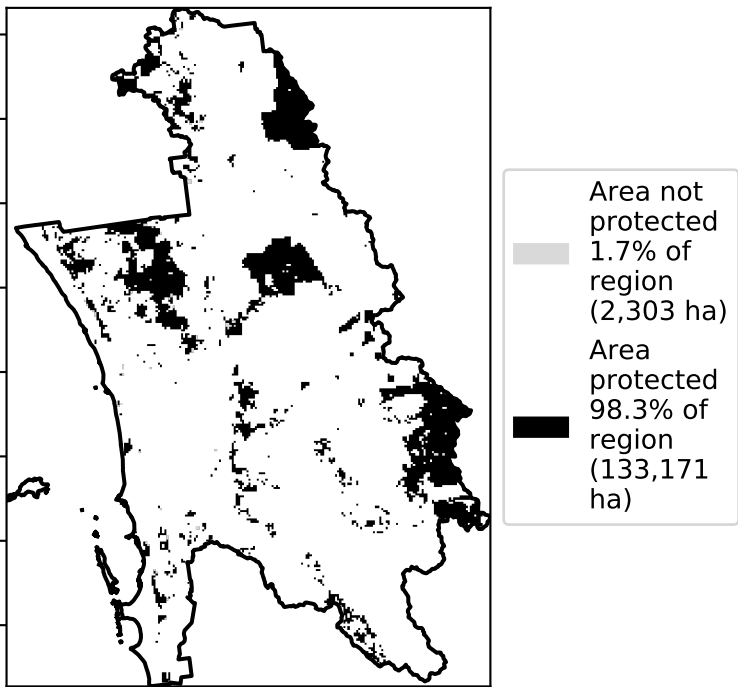 Area not
protected
1.7% of
region
(2,303 ha)
Area
protected
98.3% of
region
(133,171
ha)